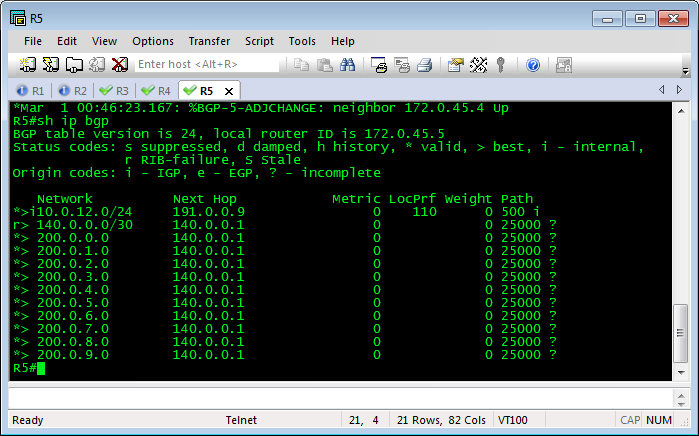 R5
File Edit View Options Transfer Script Tools Help
Enter host <Alt+R>
R1 R2 R3 R4 R5
*Mar  1 00:46:23.167: %BGP-5-ADJCHANGE: neighbor 172.0.45.4 Up
R5#sh ip bgp
BGP table version is 24, local router ID is 172.0.45.5
Status codes: s suppressed, d damped, h history, * valid, > best, i - internal,
              r RIB-failure, S Stale
Origin codes: i - IGP, e - EGP, ? - incomplete
   Network          Next Hop            Metric LocPrf Weight Path
*>i10.0.12.0/24     191.0.0.9                0    110      0 500 i
r> 140.0.0.0/30     140.0.0.1                0             0 25000 ?
*> 200.0.0.0        140.0.0.1                0             0 25000 ?
*> 200.0.1.0        140.0.0.1                0             0 25000 ?
*> 200.0.2.0        140.0.0.1                0             0 25000 ?
*> 200.0.3.0        140.0.0.1                0             0 25000 ?
*> 200.0.4.0        140.0.0.1                0             0 25000 ?
*> 200.0.5.0        140.0.0.1                0             0 25000 ?
*> 200.0.6.0        140.0.0.1                0             0 25000 ?
*> 200.0.7.0        140.0.0.1                0             0 25000 ?
*> 200.0.8.0        140.0.0.1                0             0 25000 ?
*> 200.0.9.0        140.0.0.1                0             0 25000 ?
R5#
Ready Telnet 21, 4 21 Rows, 82 Cols VT100 CAP NUM